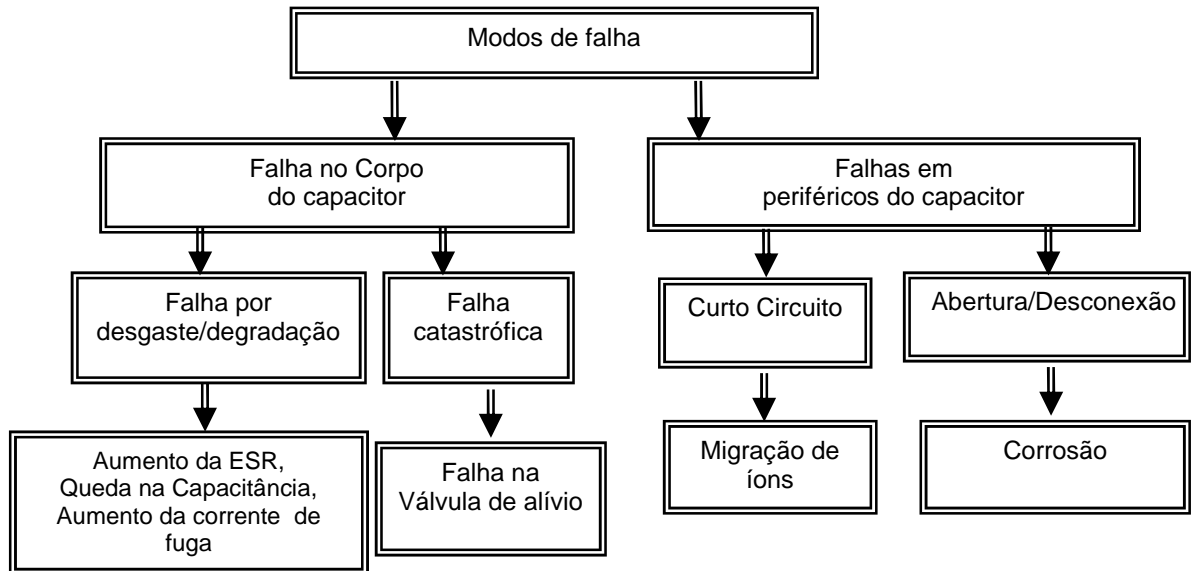 Modos de falha
Falha no Corpo
do capacitor
Falhas em
periféricos do capacitor
Falha por
desgaste/degradação
Falha
catastrófica
Curto Circuito
Abertura/Desconexão
Aumento da ESR,
Queda na Capacitância,
Aumento da corrente de
fuga
Falha na
Válvula de alívio
Migração de
íons
Corrosão